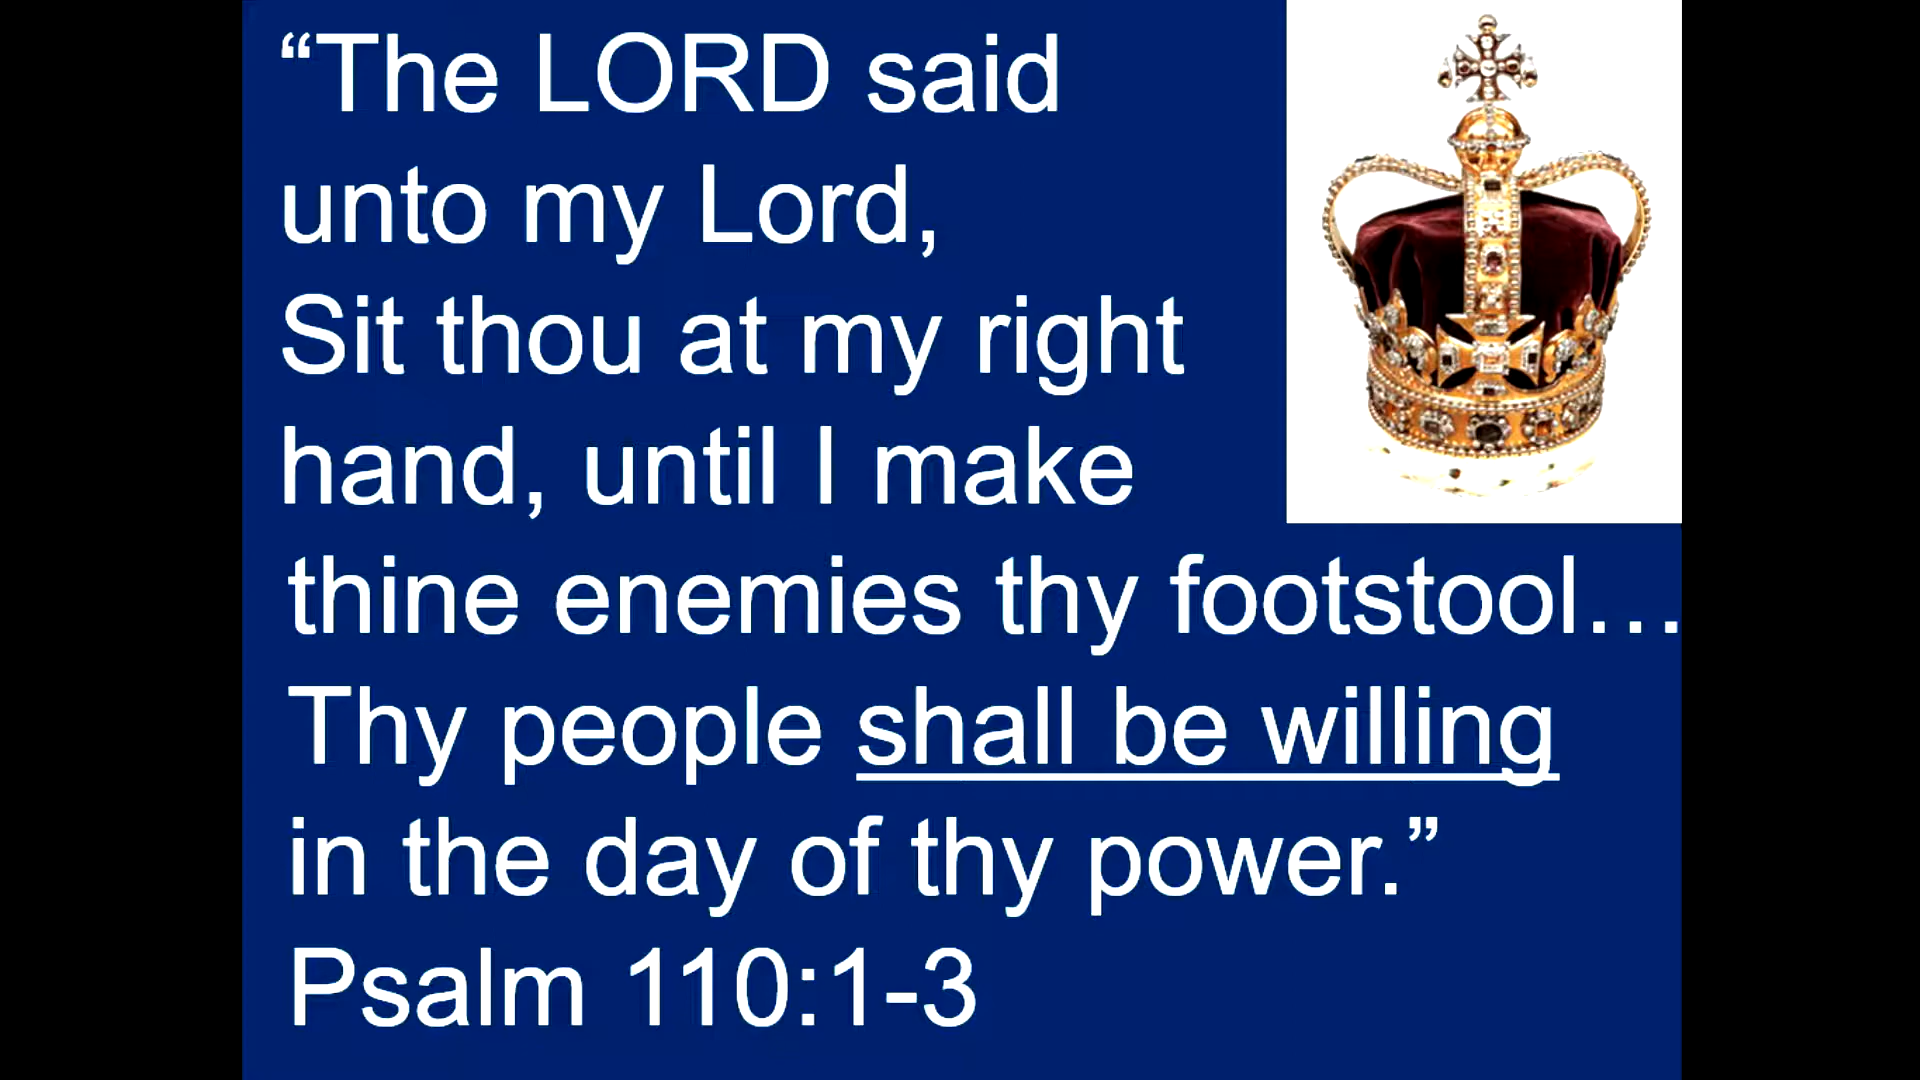 “The LORD said
unto my Lord,
Sit thou at my right
hand, until I make
thine enemies thy footstool…
Thy people shall be willing
in the day of thy power.”
Psalm 110:1-3